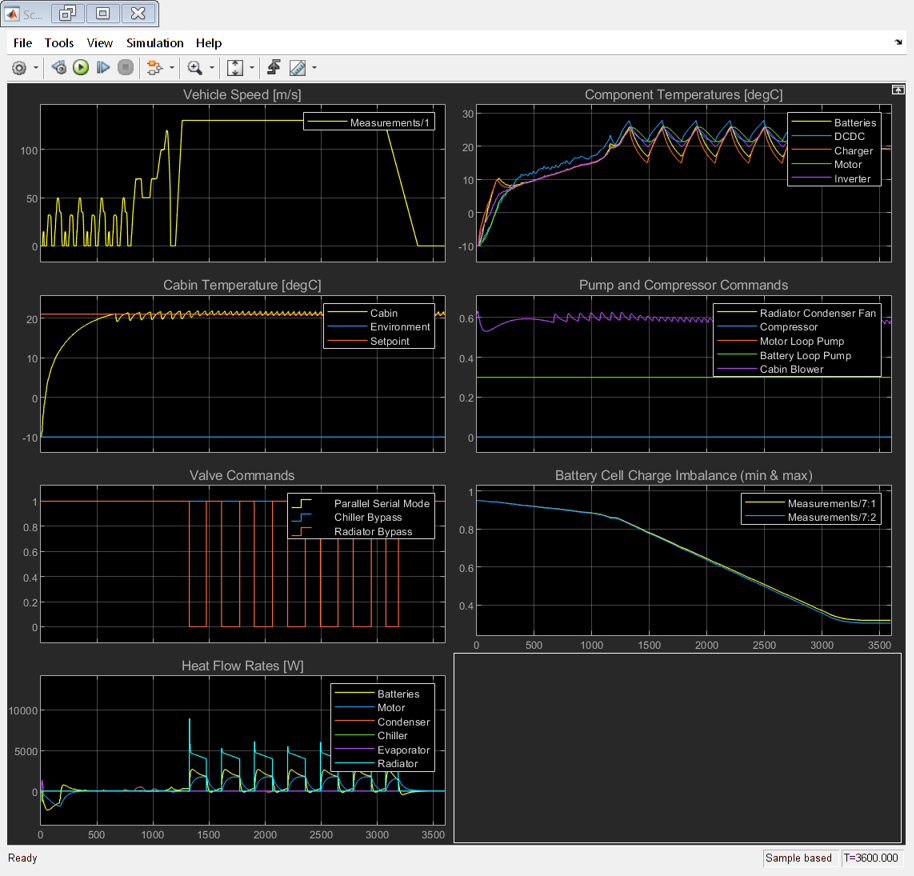 Sc...
File Tools View Simulation Help
Vehicle Speed [m/s]
Measurements/1
100
50
0
Component Temperatures [degC]
Batteries
DCDC
Charger
Motor
Inverter
30
20
10
0
-10
Cabin Temperature [degC]
Cabin
Environment
Setpoint
20
10
0
-10
Pump and Compressor Commands
Radiator Condenser Fan
Compressor
Motor Loop Pump
Battery Loop Pump
Cabin Blower
0.6
0.4
0.2
0
Valve Commands
Parallel Serial Mode
Chiller Bypass
Radiator Bypass
1
0.8
0.6
0.4
0.2
0
Battery Cell Charge Imbalance (min & max)
Measurements/7:1
Measurements/7:2
1
0.8
0.6
0.4
0 500 1000 1500 2000 2500 3000 3500
Heat Flow Rates [W]
Batteries
Motor
Condenser
Chiller
Evaporator
Radiator
10000
5000
0
0 500 1000 1500 2000 2500 3000 3500
Ready
Sample based T=3600.000